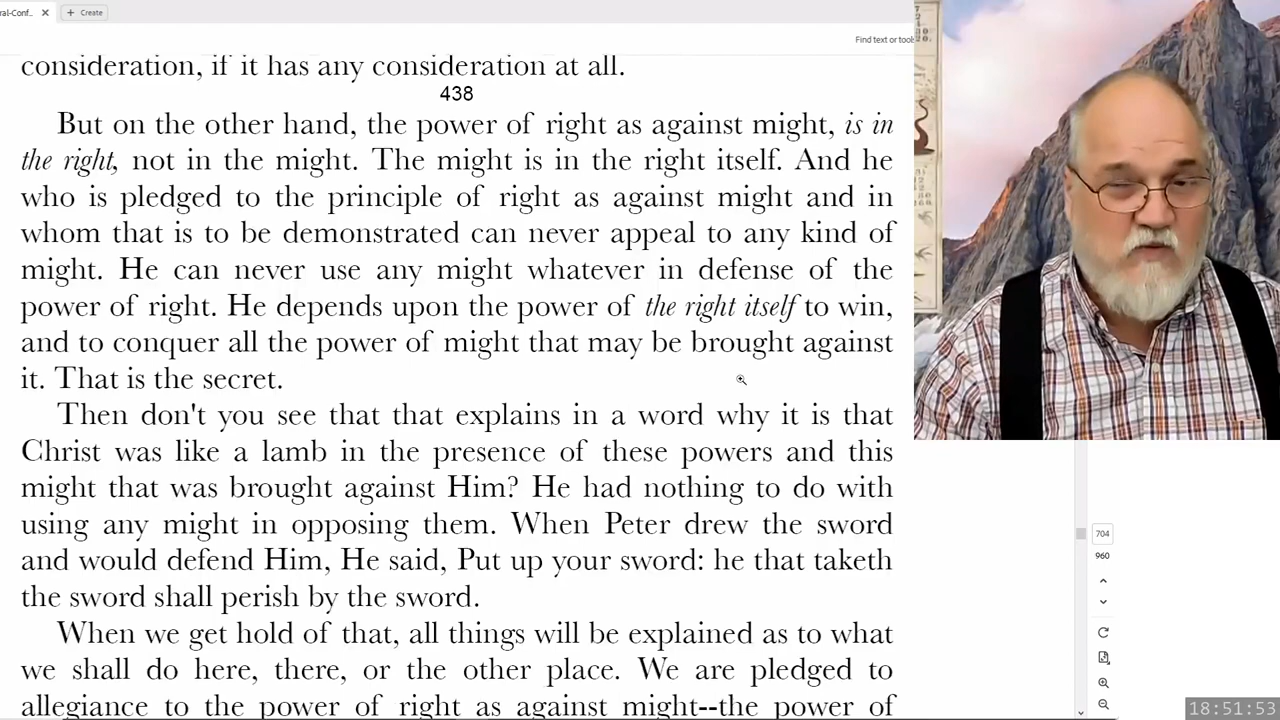 ral-Conf..
Create
Find text or tools
consideration, if it has any consideration at all.
438
But on the other hand, the power of right as against might, is in
the right, not in the might. The might is in the right itself. And he
who is pledged to the principle of right as against might and in
whom that is to be demonstrated can never appeal to any kind of
might. He can never use any might whatever in defense of the
power of right. He depends upon the power of the right itself to win,
and to conquer all the power of might that may be brought against
it. That is the secret.
Then don't you see that that explains in a word why it is that
Christ was like a lamb in the presence of these powers and this
might that was brought against Him? He had nothing to do with
using any might in opposing them. When Peter drew the sword
and would defend Him, He said, Put up your sword: he that taketh
the sword shall perish by the sword.
When we get hold of that, all things will be explained as to what
we shall do here, there, or the other place. We are pledged to
allegiance to the power of right as against might--the power of
704
960
18:51:53